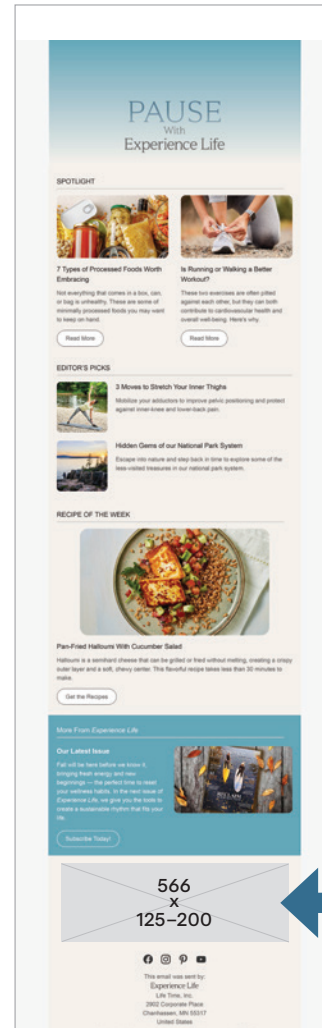 PAUSE
With
Experience Life
SPOTLIGHT
7 Types of Processed Foods Worth
Embracing
Not everything that comes in a box, can,
or bag is unhealthy. These are some of
minimally processed foods you may want
to keep on hand.
Read More
Is Running or Walking a Better
Workout?
These two exercises are often pitted
against each other, but they can both
contribute to cardiovascular health and
overall well-being. Here's why.
Read More
EDITOR'S PICKS
3 Moves to Stretch Your Inner Thighs
Mobilize your adductors to improve pelvic positioning and protect
against inner-knee and lower-back pain.
Hidden Gems of our National Park System
Escape into nature and step back in time to explore some of the
less-visited treasures in our national park system.
RECIPE OF THE WEEK
Pan-Fried Halloumi With Cucumber Salad
Halloumi is a semihard cheese that can be grilled or fried without melting, creating a crispy
outer layer and a soft, chewy center. This flavorful recipe takes less than 30 minutes to
make.
Get the Recipes
More From Experience Life
Our Latest Issue
Fall will be here before we know it,
bringing fresh energy and new
beginnings — the perfect time to reset
your wellness habits. In the next issue of
Experience Life, we give you the tools to
create a sustainable rhythm that fits your
life.
Subscribe Today!
566
x
125–200
This email was sent by:
Experience Life
Life Time, Inc.
2902 Corporate Place
Chanhassen, MN 55317
United States